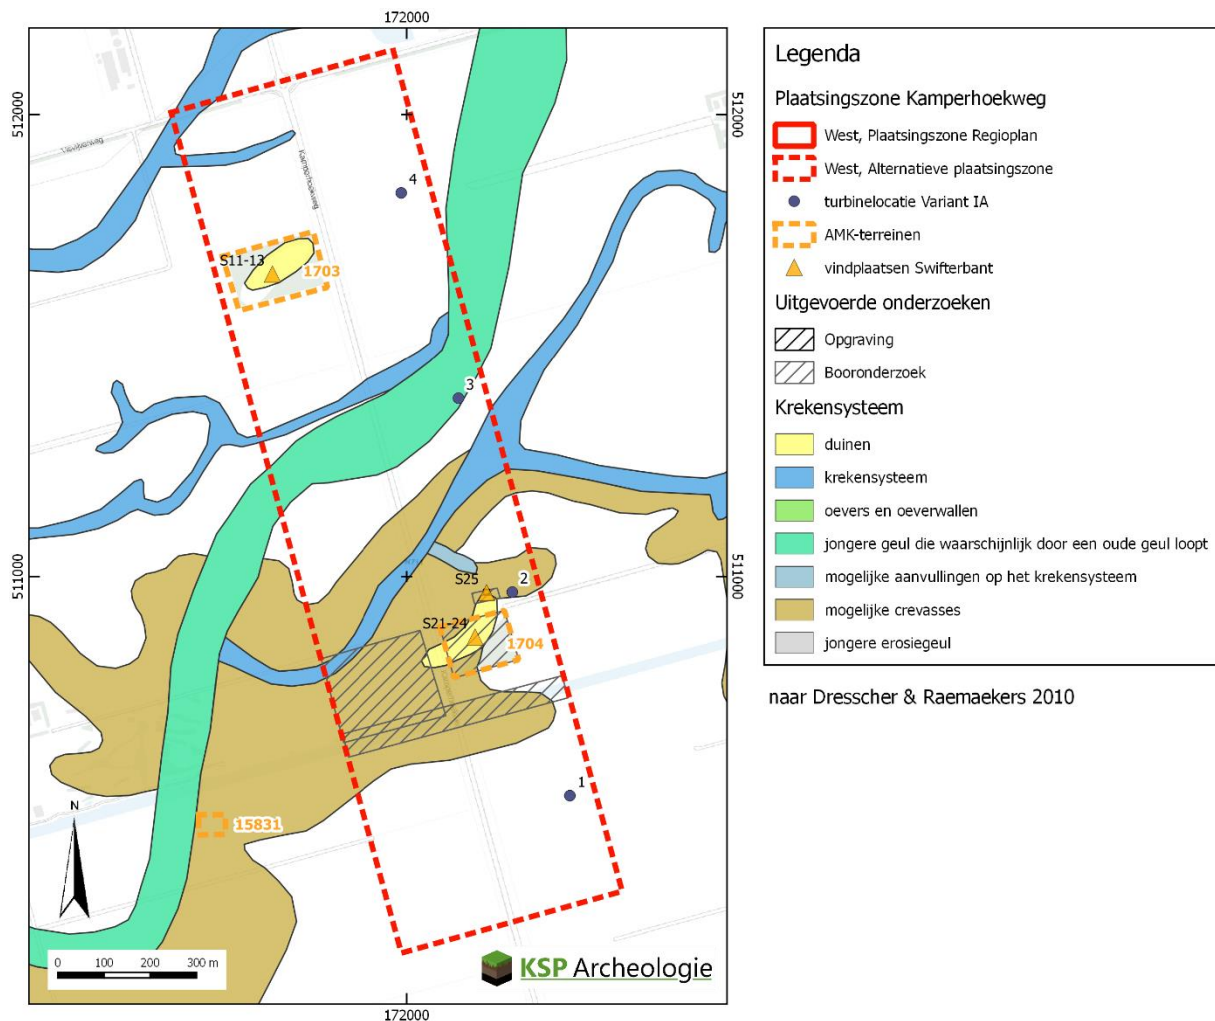 172000
512000
512000
Kamperhoekweg
4
S11-13
1703
3
511000
511000
S25
2
S21-24
1704
1
15831
N
0 100 200 300 m
KSP Archeologie
172000
Legenda
Plaatsingszone Kamperhoekweg
West, Plaatsingszone Regioplan
West, Alternatieve plaatsingszone
turbinelocatie Variant IA
AMK-terreinen
vindplaatsen Swifterbant
Uitgevoerde onderzoeken
Opgraving
Booronderzoek
Krekensysteem
duinen
krekensysteem
oevers en oeverwallen
jongere geul die waarschijnlijk door een oude geul loopt
mogelijke aanvullingen op het krekensysteem
mogelijke crevasses
jongere erosiegeul
naar Dresscher & Raemaekers 2010